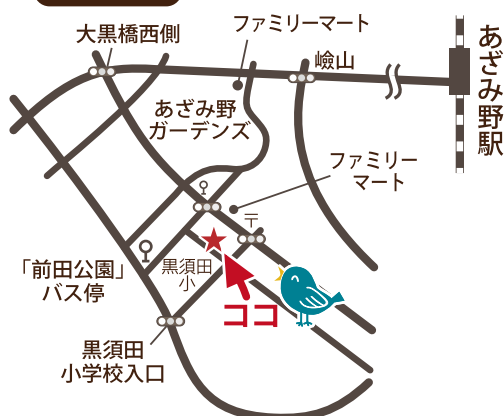 ファミリーマート
大黒橋西側
嶮山
あざみ野駅
あざみ野
ガーデンズ
ファミリー
マート
〒
「前田公園」
バス停
黒須田
小
ココ
黒須田
小学校入口